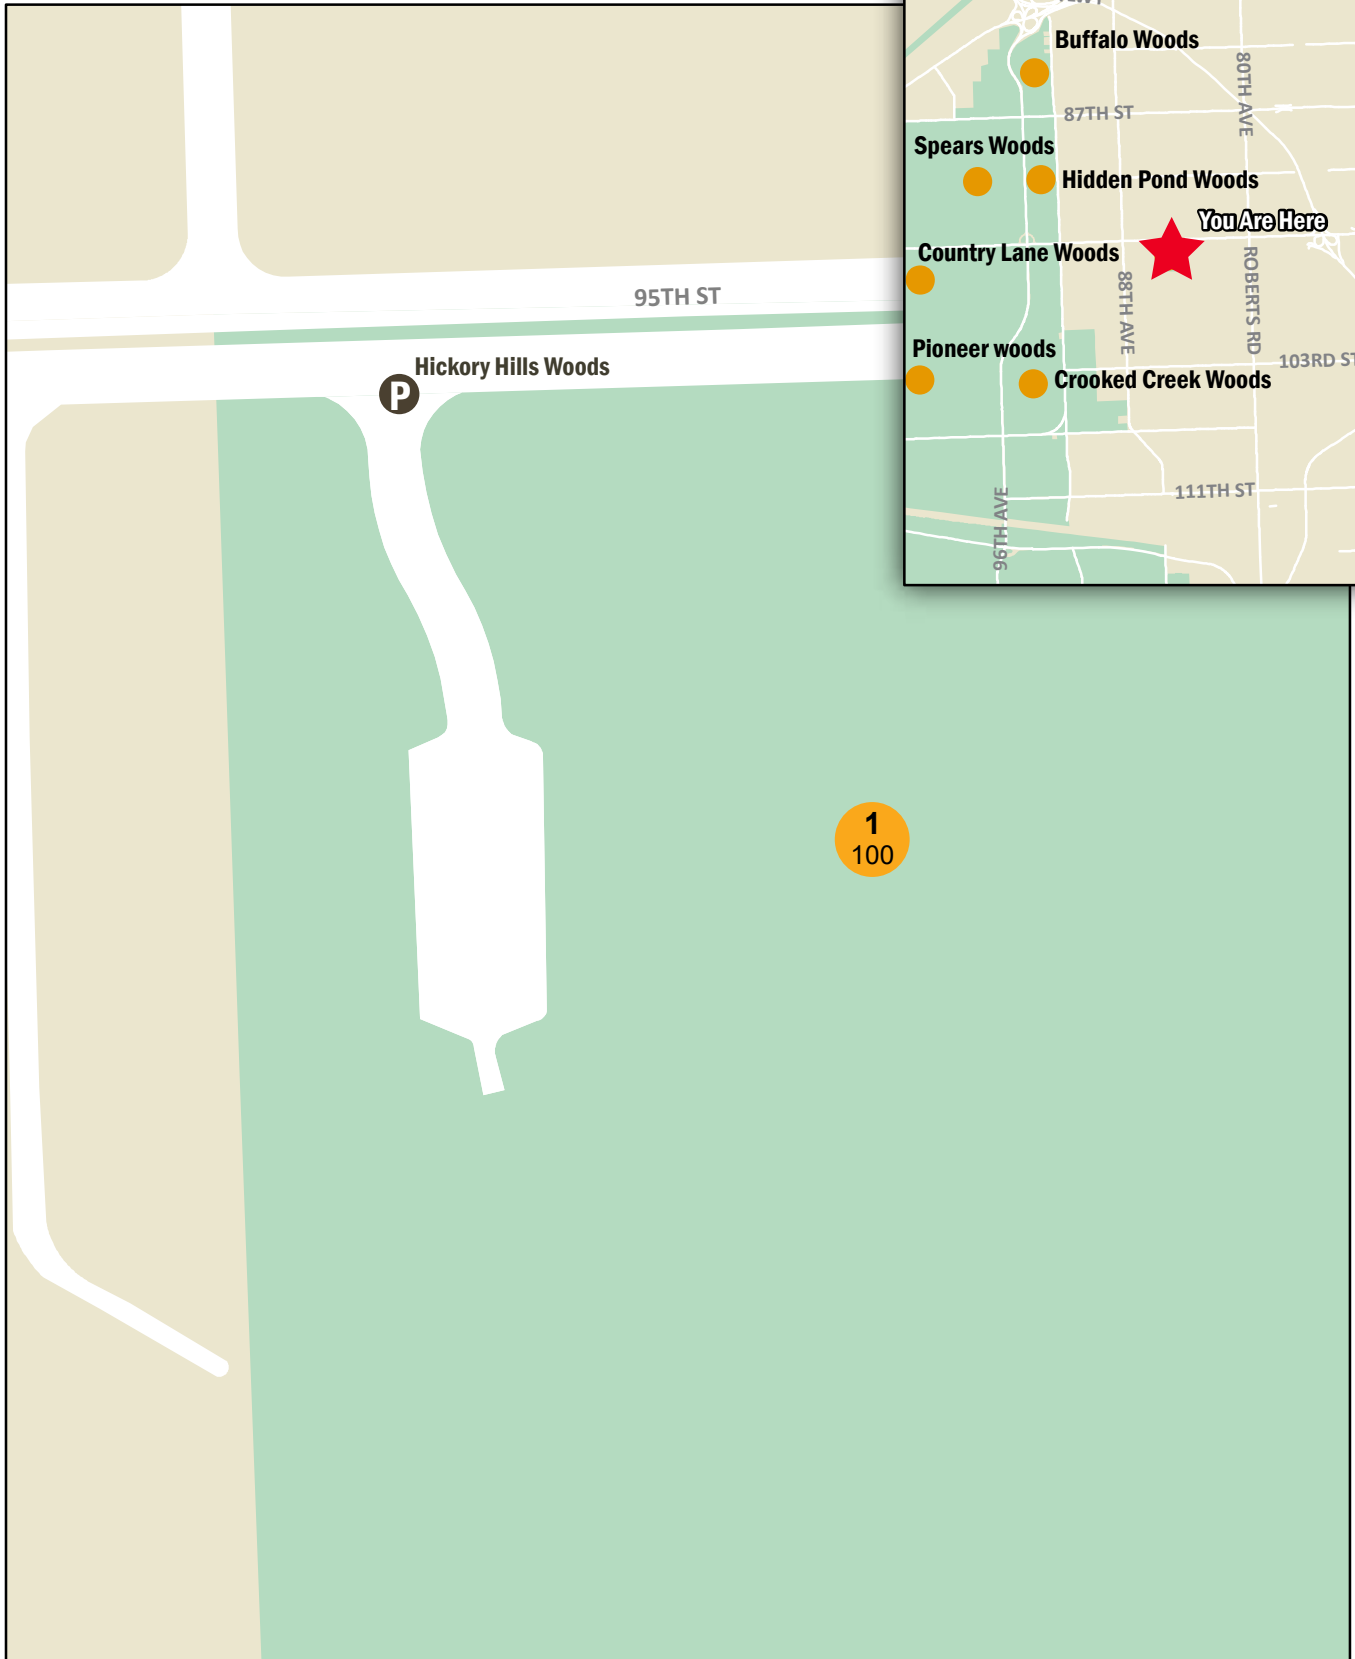 Buffalo Woods
80TH AVE
87TH ST
Spears Woods
Hidden Pond Woods
You Are Here
Country Lane Woods
88TH AVE
ROBERTS RD
95TH ST
Pioneer woods
103RD ST
Hickory Hills Woods
P
Crooked Creek Woods
111TH ST
96TH AVE
1
100